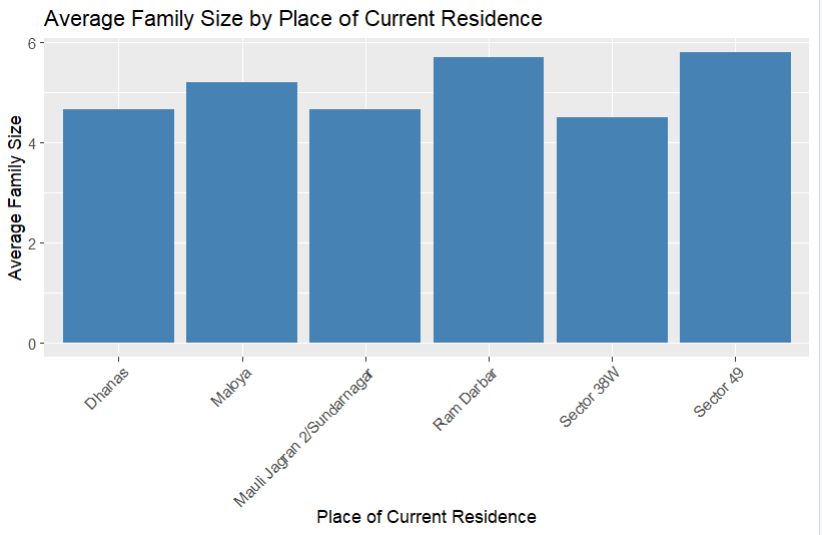 Average Family Size by Place of Current Residence
Average Family Size
6
4
2
0
Dhanas
Maloya
Mauli Jagran 2/Sundarnagar
Ram Darbar
Sector 38W
Sector 49
Place of Current Residence